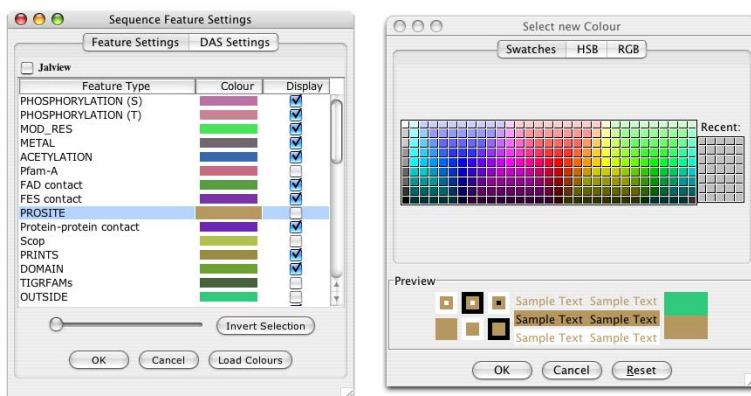 Sequence Feature Settings
Feature Settings DAS Settings
Jalview
Feature Type Colour Display
PHOSPHORYLATION (S)
PHOSPHORYLATION (T)
MOD_RES
METAL
ACETYLATION
Pfam-A
FAD contact
FES contact
PROSITE
Protein-protein contact
Scop
PRINTS
DOMAIN
TIGRFAMs
OUTSIDE
Invert Selection
OK Cancel Load Colours
Select new Colour
Swatches HSB RGB
Recent:
Preview
Sample Text Sample Text
Sample Text Sample Text
Sample Text Sample Text
OK Cancel Reset